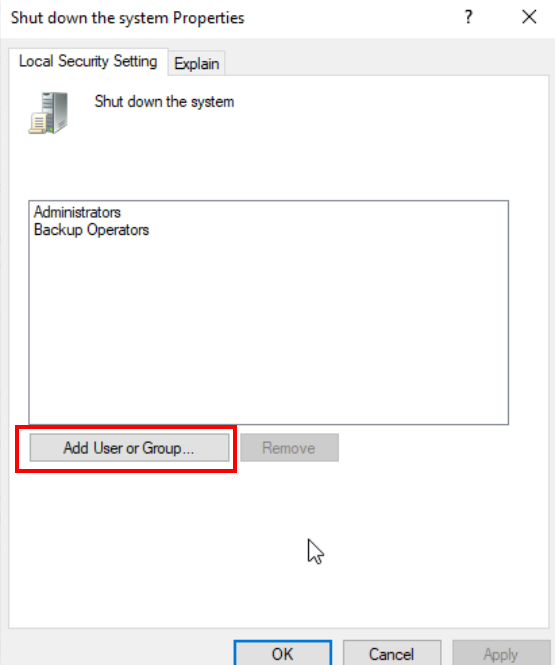 Shut down the system Properties
?
Local Security Setting
Explain
Shut down the system
Administrators
Backup Operators
Add User or Group...
Remove
OK
Cancel
Apply